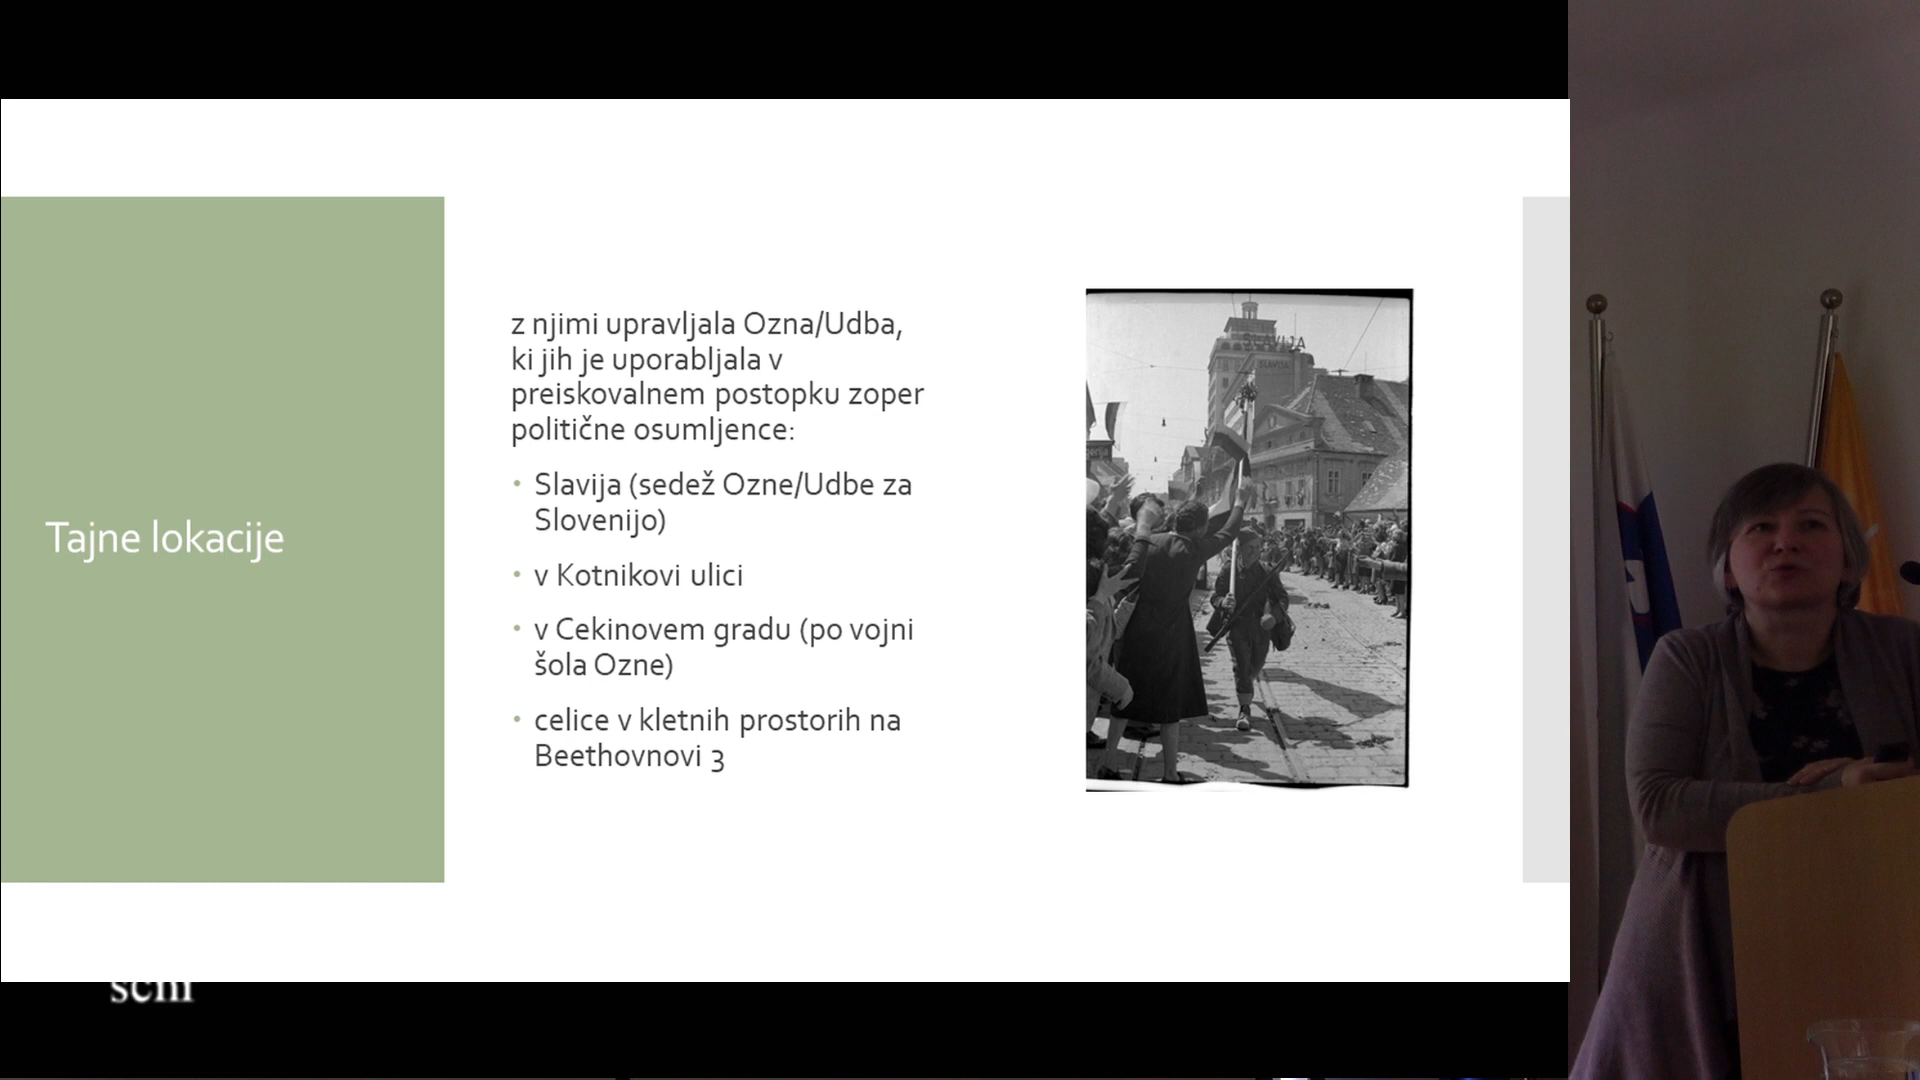 Tajne lokacije
z njimi upravljala Ozna/Udba,
ki jih je uporabljala v
preiskovalnem postopku zoper
politične osumljence:
• Slavija (sedež Ozne/Udbe za
Slovenijo)
• v Kotnikovi ulici
• v Cekinovem gradu (po vojni
šola Ozne)
• celice v kletnih prostorih na
Beethovnovi 3
SLAVIJA
SLAVIJA